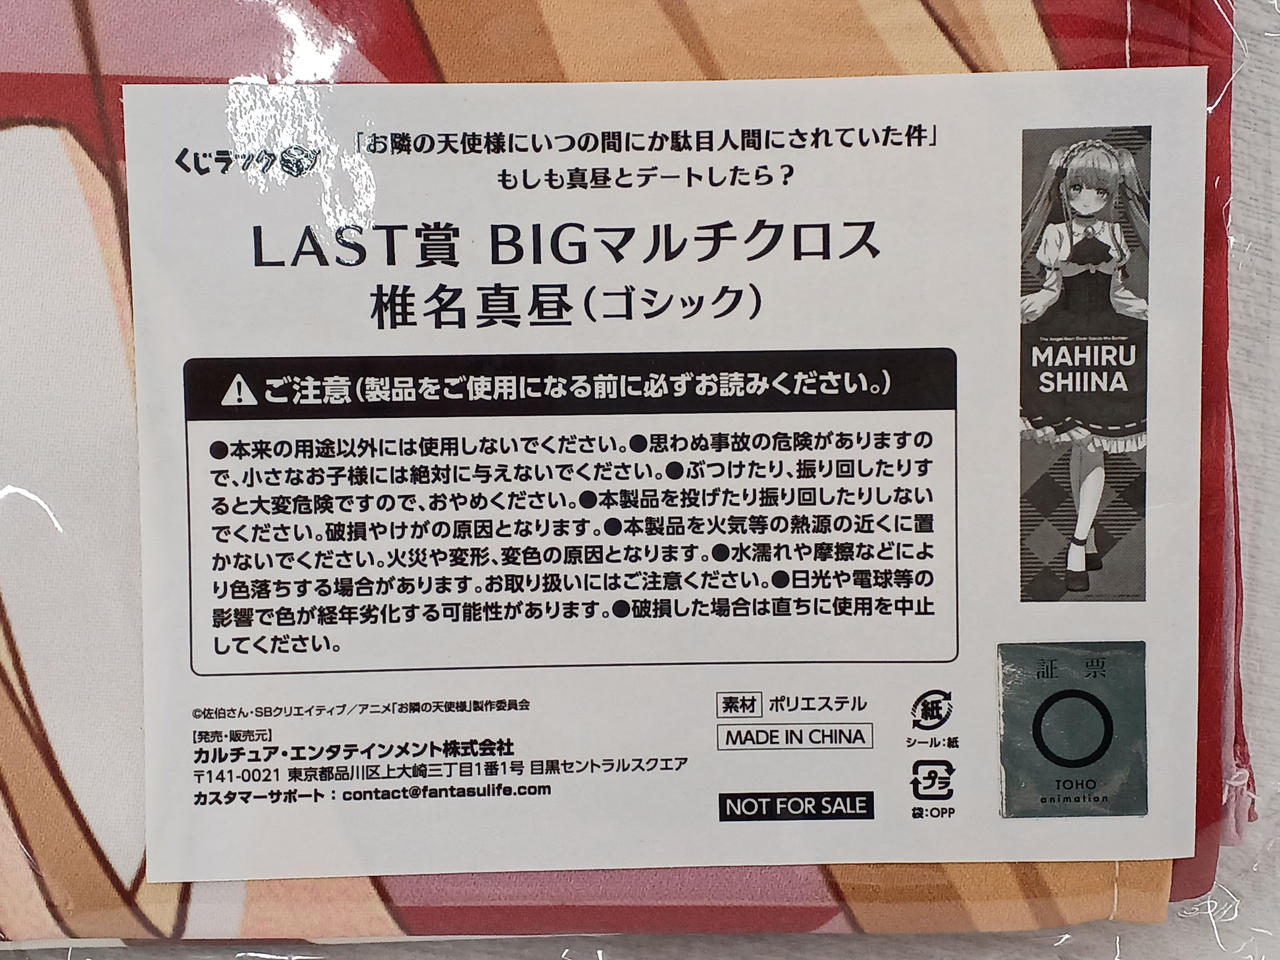 くじラック
「お隣の天使様にいつの間にか駄目人間にされていた件」
もしも真昼とデートしたら？
LAST賞 BIGマルチクロス
椎名真昼(ゴシック)
ご注意(製品をご使用になる前に必ずお読みください。)
●本来の用途以外には使用しないでください。●思わぬ事故の危険がありますの
で、小さなお子様には絶対に与えないでください。●ぶつけたり、振り回したりす
ると大変危険ですので、おやめください。●本製品を投げたり振り回したりしない
でください。破損やけがの原因となります。●本製品を火気等の熱源の近くに置
かないでください。火災や変形、変色の原因となります。●水濡れや摩擦などによ
り色落ちする場合があります。お取り扱いにはご注意ください。●日光や電球等の
影響で色が経年劣化する可能性があります。●破損した場合は直ちに使用を中止
してください。
©佐伯さん・SBクリエイティブ／アニメ「お隣の天使様」製作委員会
【発売・販売元】
カルチュア・エンタテインメント株式会社
〒141-0021 東京都品川区上大崎三丁目1番1号 目黒セントラルスクエア
カスタマーサポート：contact@fantasulife.com
素材 ポリエステル
MADE IN CHINA
NOT FOR SALE
紙
シール：紙
プラ
袋：OPP
The Angel Next Door Spoils Me Rotten
MAHIRU
SHIINA
証 票
TOHO
animation